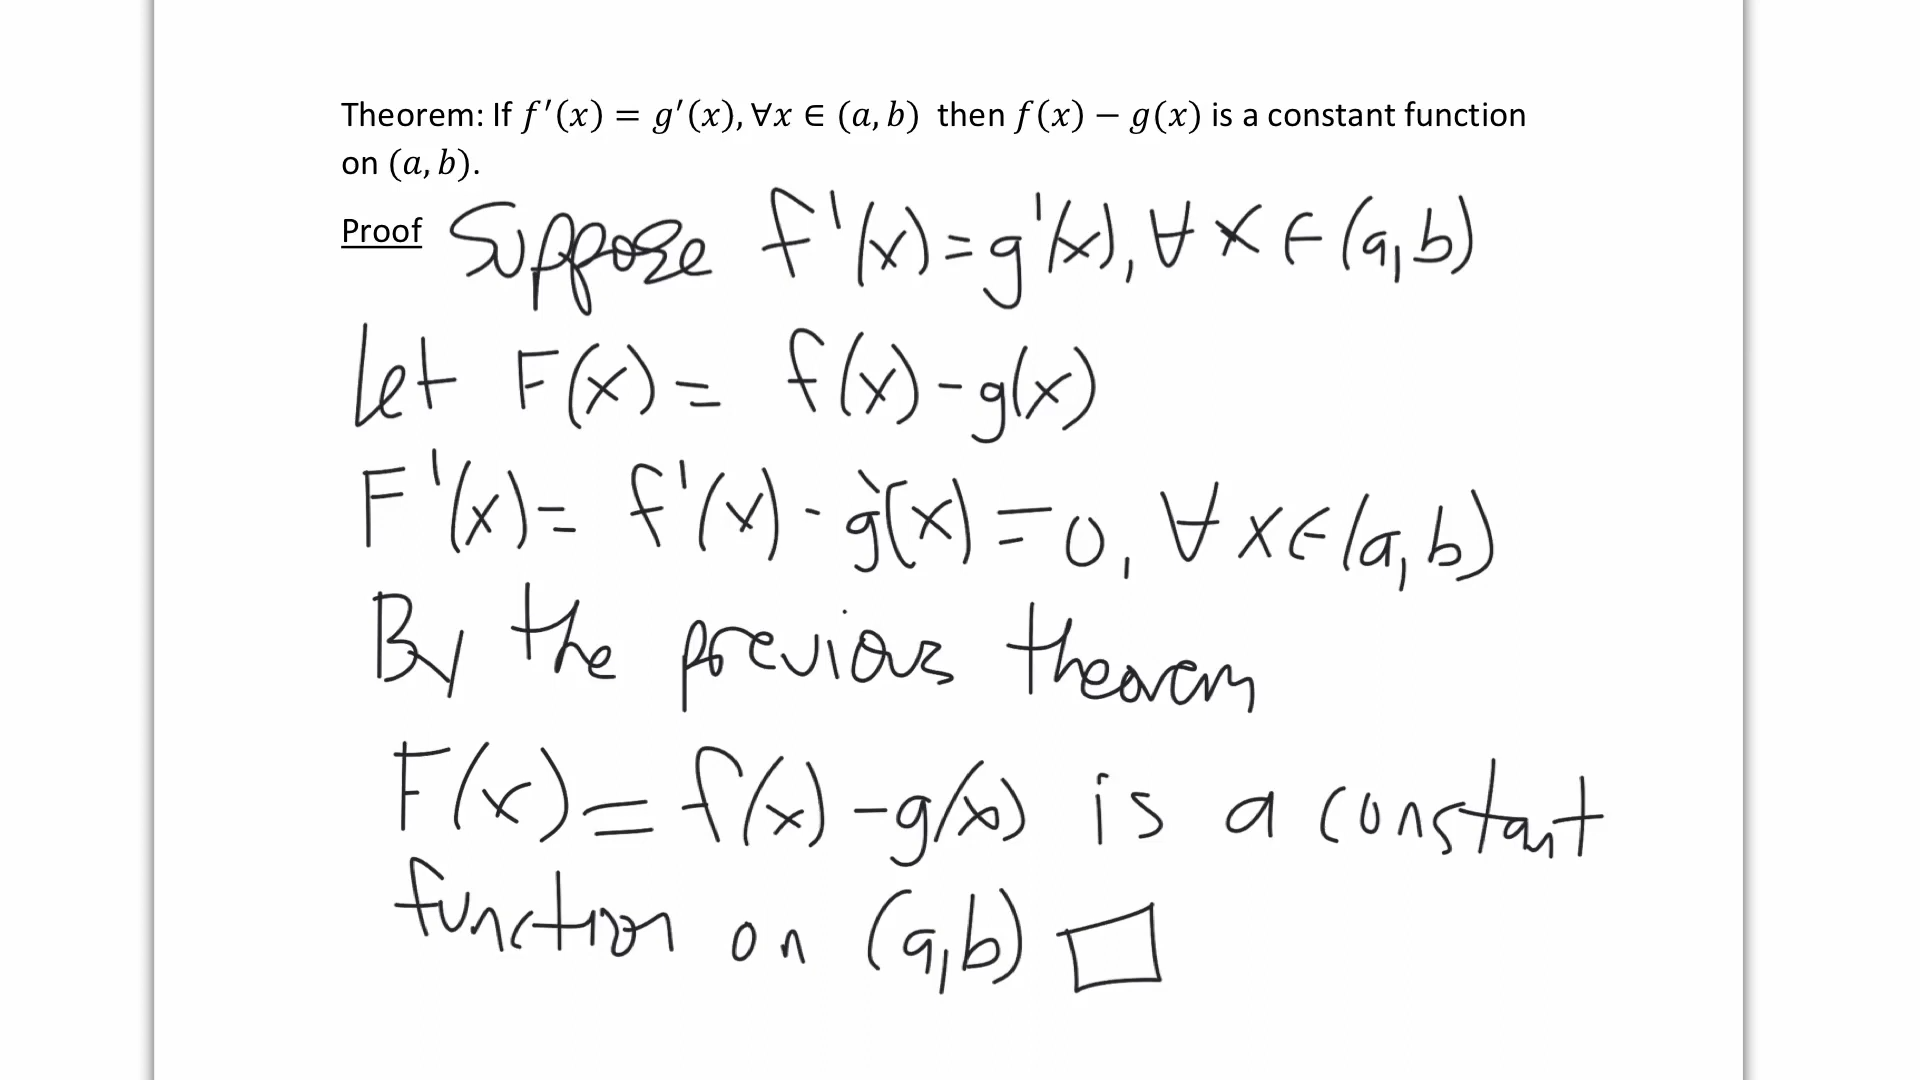 Theorem: If f′(x) = g′(x), ∀x ∈ (a, b) then f(x) − g(x) is a constant function
on (a, b).
Proof Suppose f'(x)=g'(x), ∀ x ∈ (a,b)
Let F(x) = f(x)-g(x)
F'(x) = f'(x) - g'(x) = 0, ∀ x ∈ (a,b)
By the previous theorem
F(x) = f(x) - g(x) is a constant
function on (a,b) □